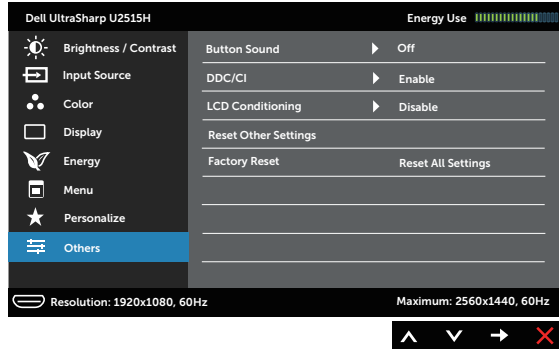 Dell UltraSharp U2515H Energy Use
Brightness / Contrast Button Sound Off
Input Source DDC/CI Enable
Color LCD Conditioning Disable
Display Reset Other Settings
Energy Factory Reset Reset All Settings
Menu
Personalize
Others
Resolution: 1920x1080, 60Hz Maximum: 2560x1440, 60Hz